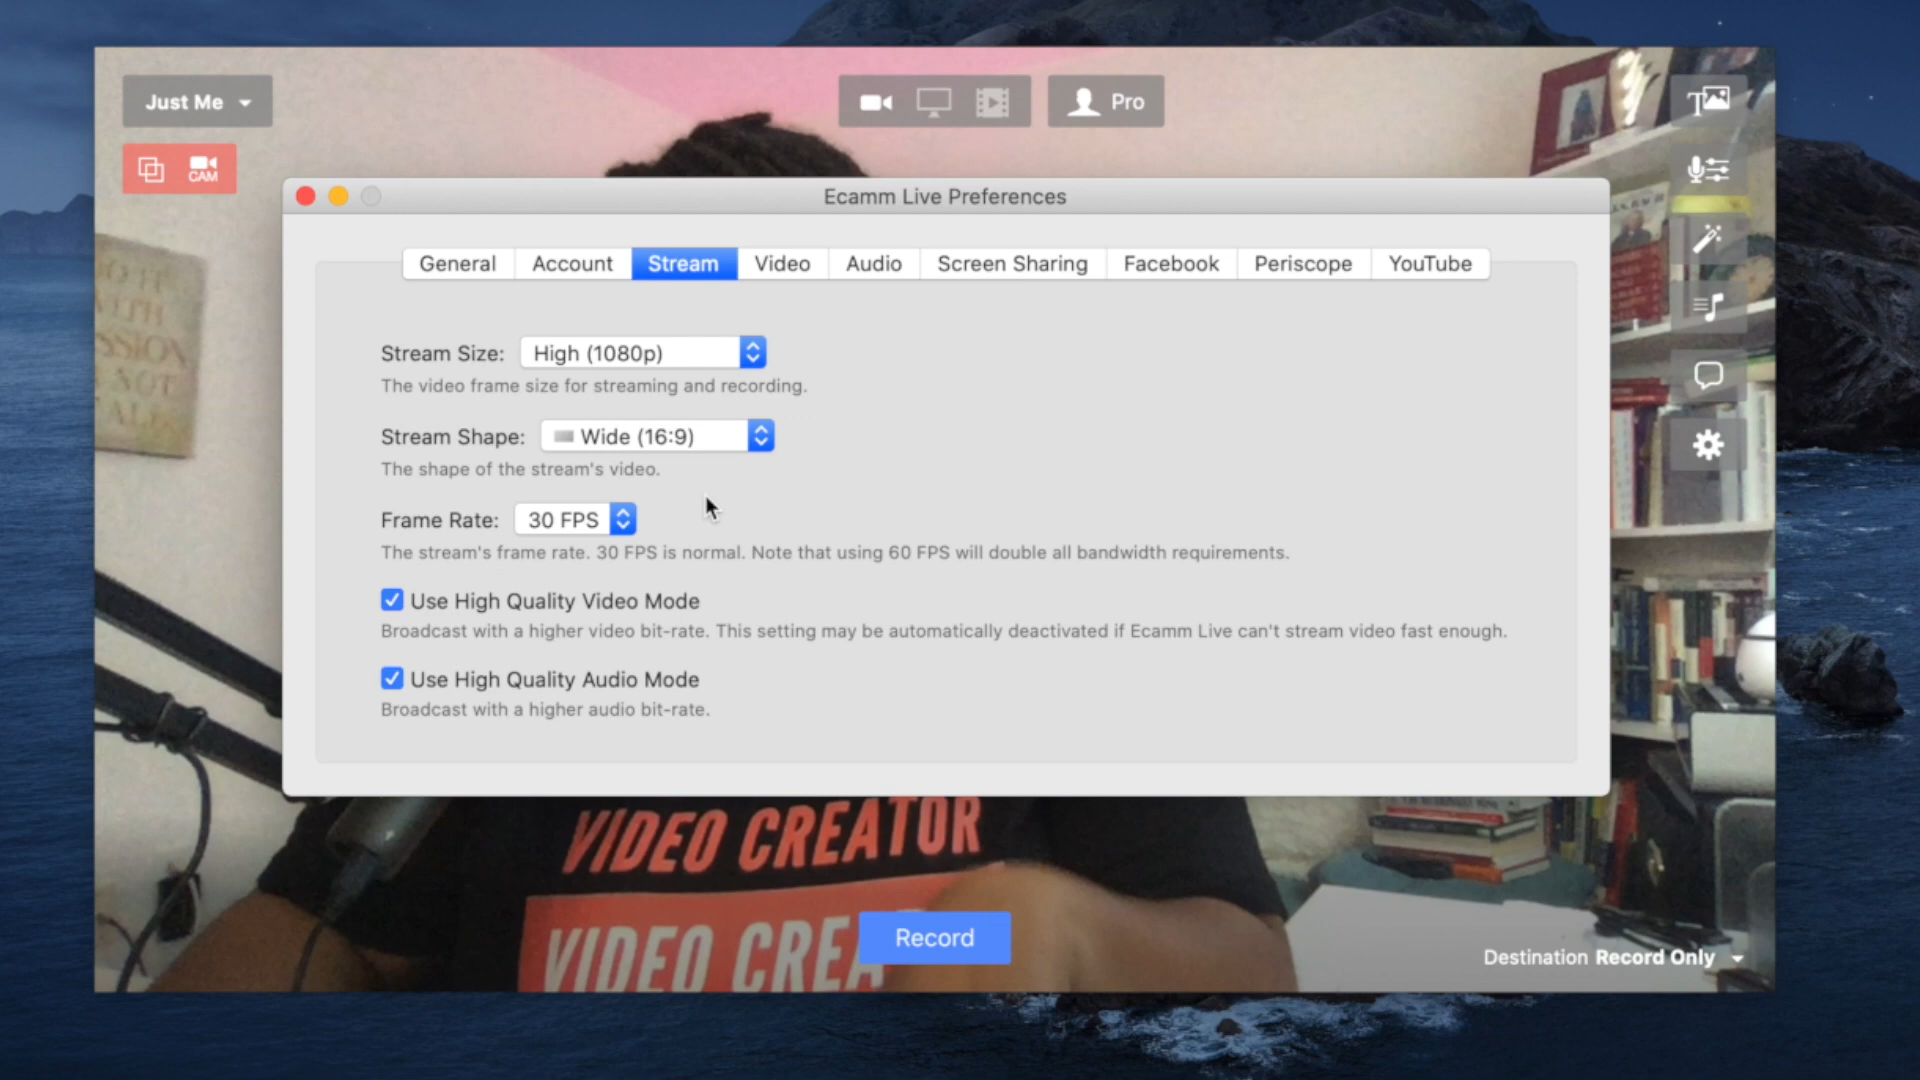 Just Me
Pro
T
CAM
Ecamm Live Preferences
General Account Stream Video Audio Screen Sharing Facebook Periscope YouTube
Stream Size: High (1080p)
The video frame size for streaming and recording.
Stream Shape: Wide (16:9)
The shape of the stream's video.
Frame Rate: 30 FPS
The stream's frame rate. 30 FPS is normal. Note that using 60 FPS will double all bandwidth requirements.
Use High Quality Video Mode
Broadcast with a higher video bit-rate. This setting may be automatically deactivated if Ecamm Live can't stream video fast enough.
Use High Quality Audio Mode
Broadcast with a higher audio bit-rate.
VIDEO CREATOR
VIDEO CREA
Record
Destination Record Only